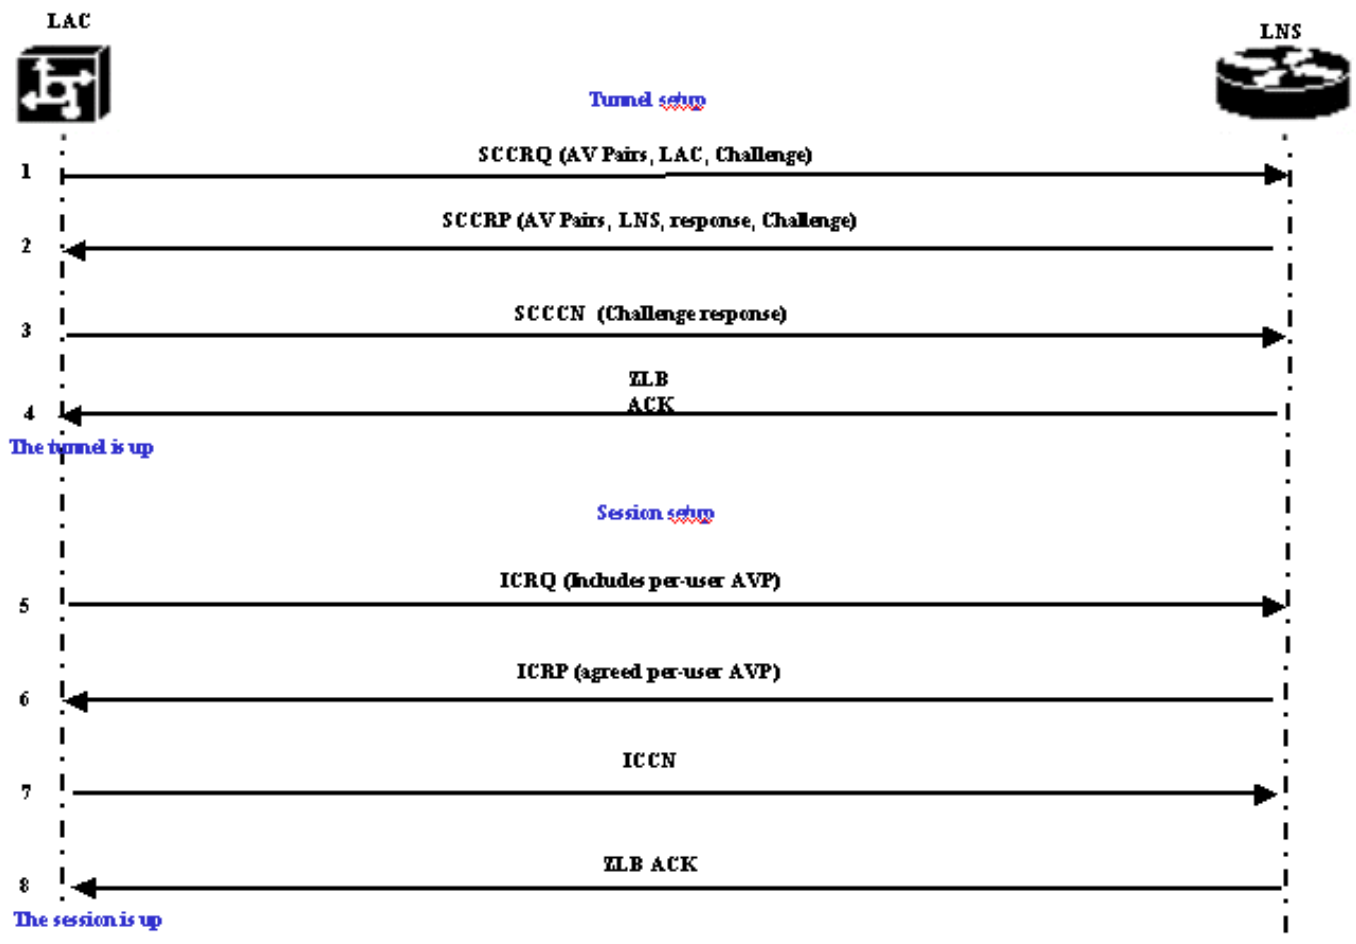 LAC
LNS
Tunnel setup
SCCRQ (AV Pairs, LAC, Challenge)
1
SCCRP (AV Pairs, LNS, response, Challenge)
2
SCCCN (Challenge response)
3
ZLB
ACK
4
The tunnel is up
Session setup
ICRQ (Includes per-user AVP)
5
ICRP (agreed per-user AVP)
6
ICCN
7
ZLB ACK
8
The session is up